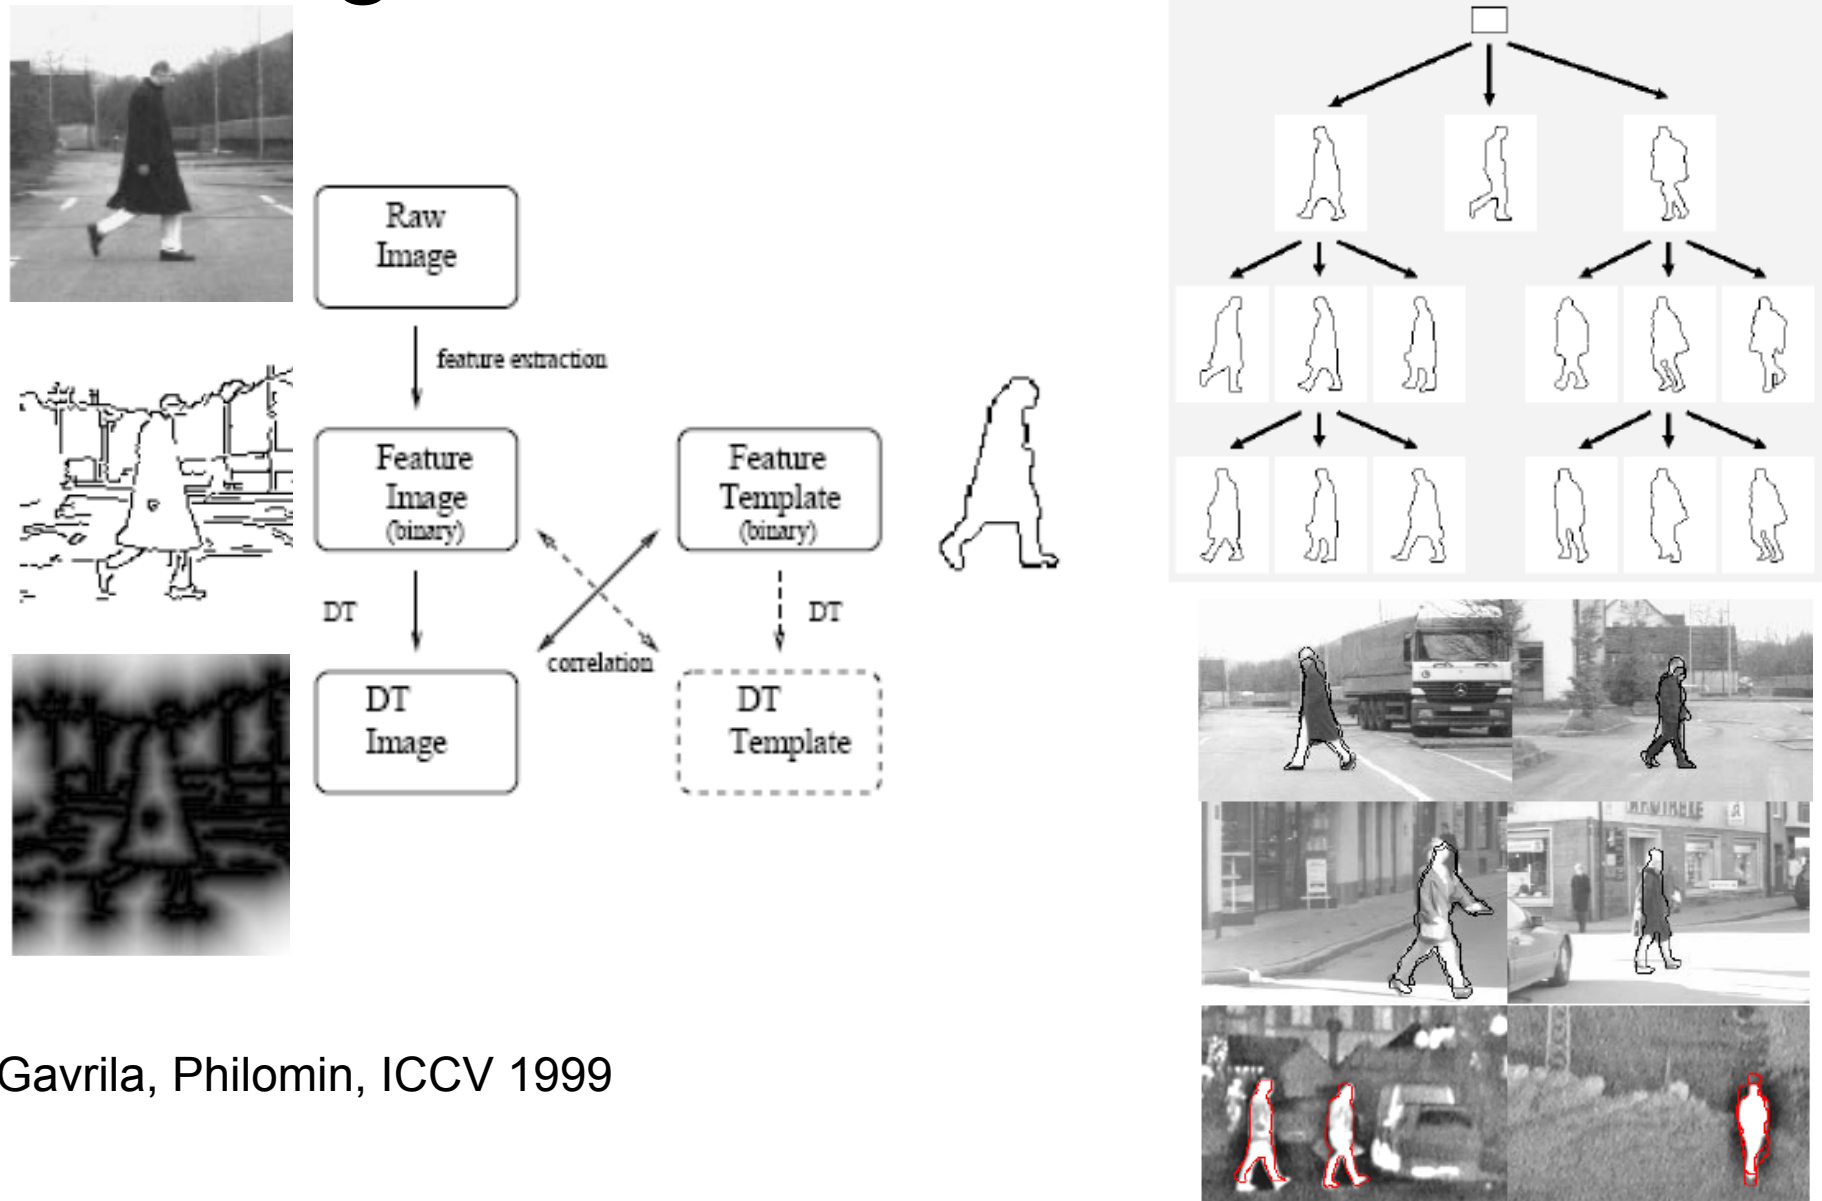 Raw
Image
feature extraction
Feature
Image
(binary)
Feature
Template
(binary)
DT
DT
correlation
DT
Image
DT
Template
Gavrila, Philomin, ICCV 1999